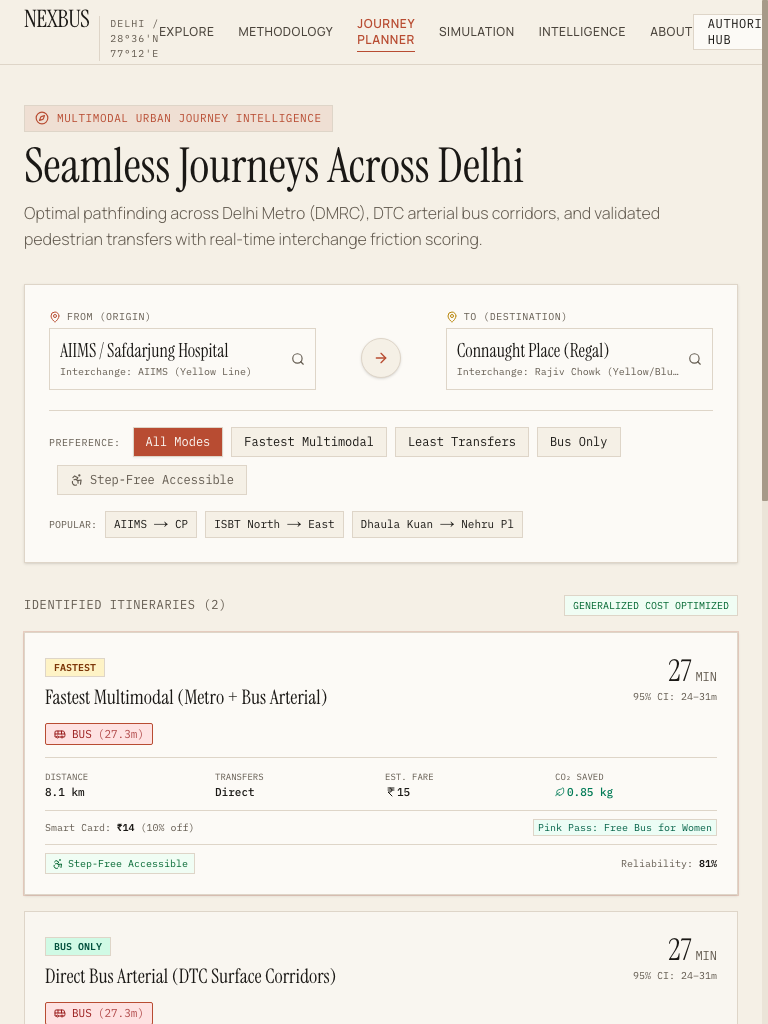 NEXBUS
DELHI /
28°36'N
77°12'E
EXPLORE
METHODOLOGY
JOURNEY
PLANNER
SIMULATION
INTELLIGENCE
ABOUT
AUTHORI
HUB
MULTIMODAL URBAN JOURNEY INTELLIGENCE
Seamless Journeys Across Delhi
Optimal pathfinding across Delhi Metro (DMRC), DTC arterial bus corridors, and validated
pedestrian transfers with real-time interchange friction scoring.
FROM (ORIGIN)
AIIMS / Safdarjung Hospital
Interchange: AIIMS (Yellow Line)
TO (DESTINATION)
Connaught Place (Regal)
Interchange: Rajiv Chowk (Yellow/Blu…
PREFERENCE: All Modes Fastest Multimodal Least Transfers Bus Only
Step-Free Accessible
POPULAR: AIIMS ⟶ CP ISBT North ⟶ East Dhaula Kuan ⟶ Nehru Pl
IDENTIFIED ITINERARIES (2)
GENERALIZED COST OPTIMIZED
FASTEST
27 MIN
95% CI: 24–31m
Fastest Multimodal (Metro + Bus Arterial)
BUS (27.3m)
DISTANCE TRANSFERS EST. FARE CO₂ SAVED
8.1 km Direct ₹15 0.85 kg
Smart Card: ₹14 (10% off)
Pink Pass: Free Bus for Women
Step-Free Accessible
Reliability: 81%
BUS ONLY
27 MIN
95% CI: 24–31m
Direct Bus Arterial (DTC Surface Corridors)
BUS (27.3m)